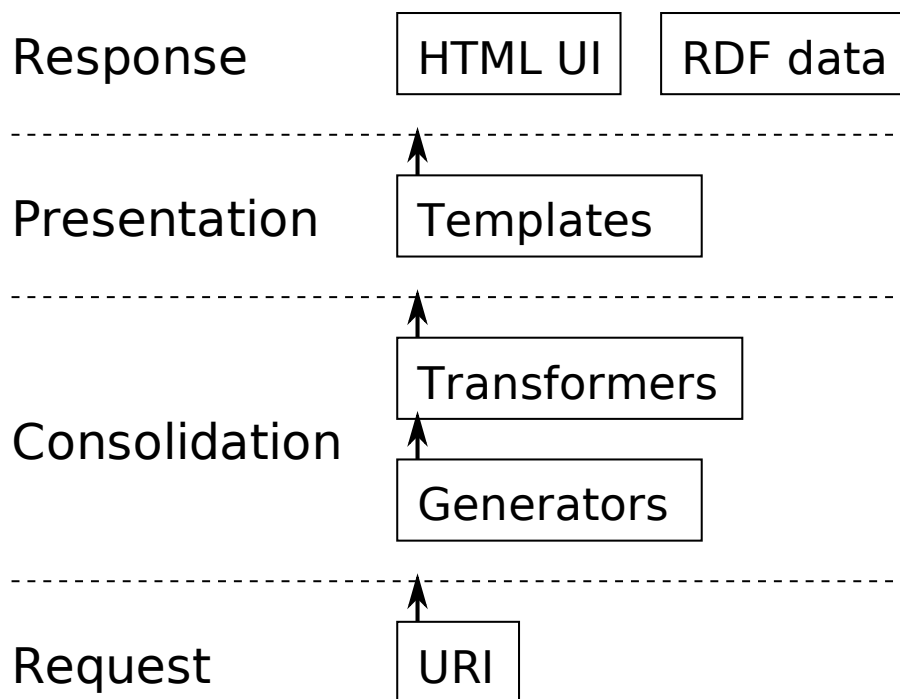 Response
HTML UI
RDF data
Presentation
Templates
Transformers
Consolidation
Generators
Request
URI